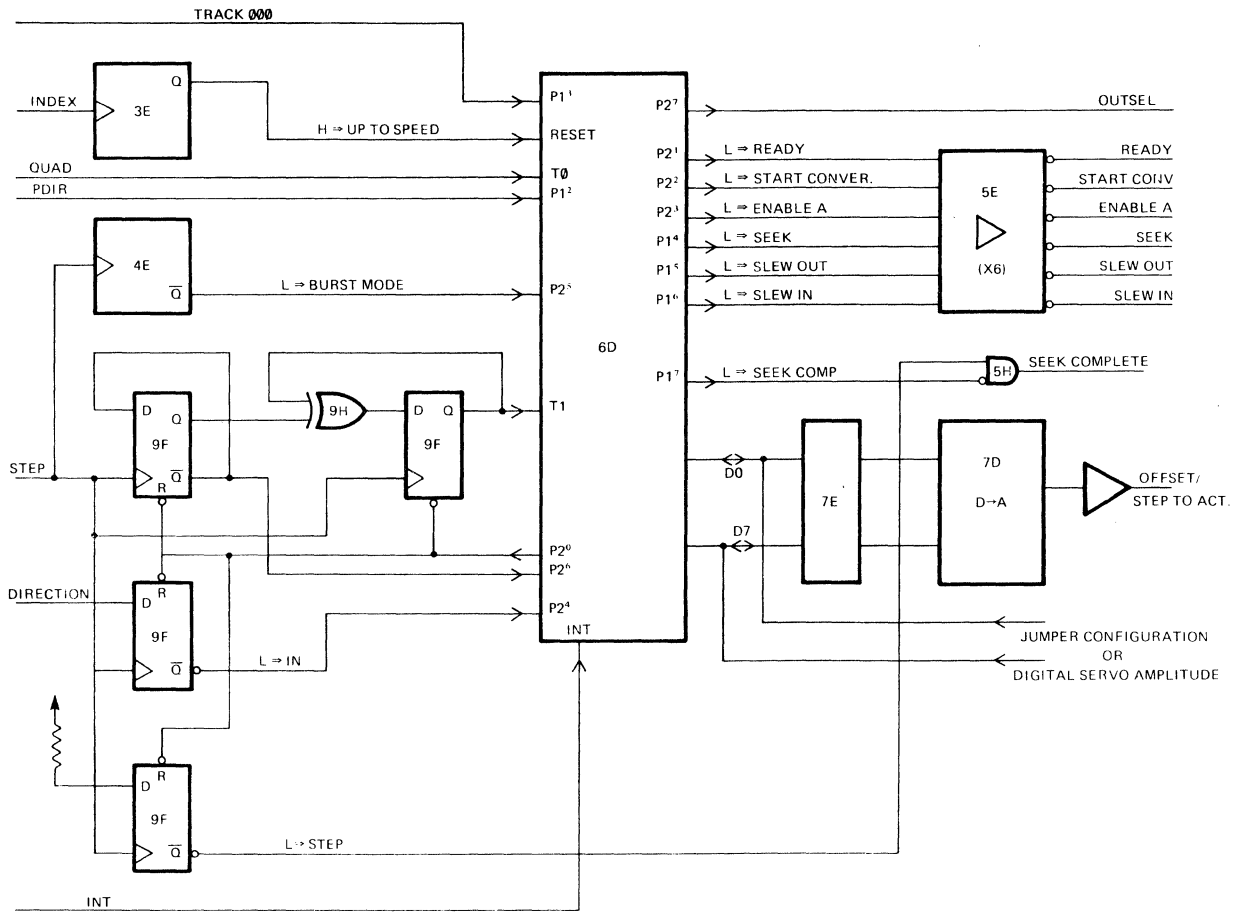 TRACK 000
INDEX
3E
Q
H ⇒ UP TO SPEED
QUAD
PDIR
4E
Q̅
L ⇒ BURST MODE
D
Q
9F
Q̅
R
STEP
9H
D Q
9F
DIRECTION
R
D
9F
Q̅
L ⇒ IN
R
D
9F
Q̅
L ⇒ STEP
INT
P1¹
RESET
T0
P1²
P2⁵
T1
P2⁰
P2⁶
P2⁴
INT
6D
P2⁷
P2¹
P2²
P2³
P1⁴
P1⁵
P1⁶
P1⁷
OUTSEL
L ⇒ READY
L ⇒ START CONVER.
L ⇒ ENABLE A
L ⇒ SEEK
L ⇒ SLEW OUT
L ⇒ SLEW IN
L ⇒ SEEK COMP
5E
(X6)
READY
START CONV
ENABLE A
SEEK
SLEW OUT
SLEW IN
5H
SEEK COMPLETE
D0
D7
7E
7D
D→A
OFFSET/
STEP TO ACT.
JUMPER CONFIGURATION
OR
DIGITAL SERVO AMPLITUDE